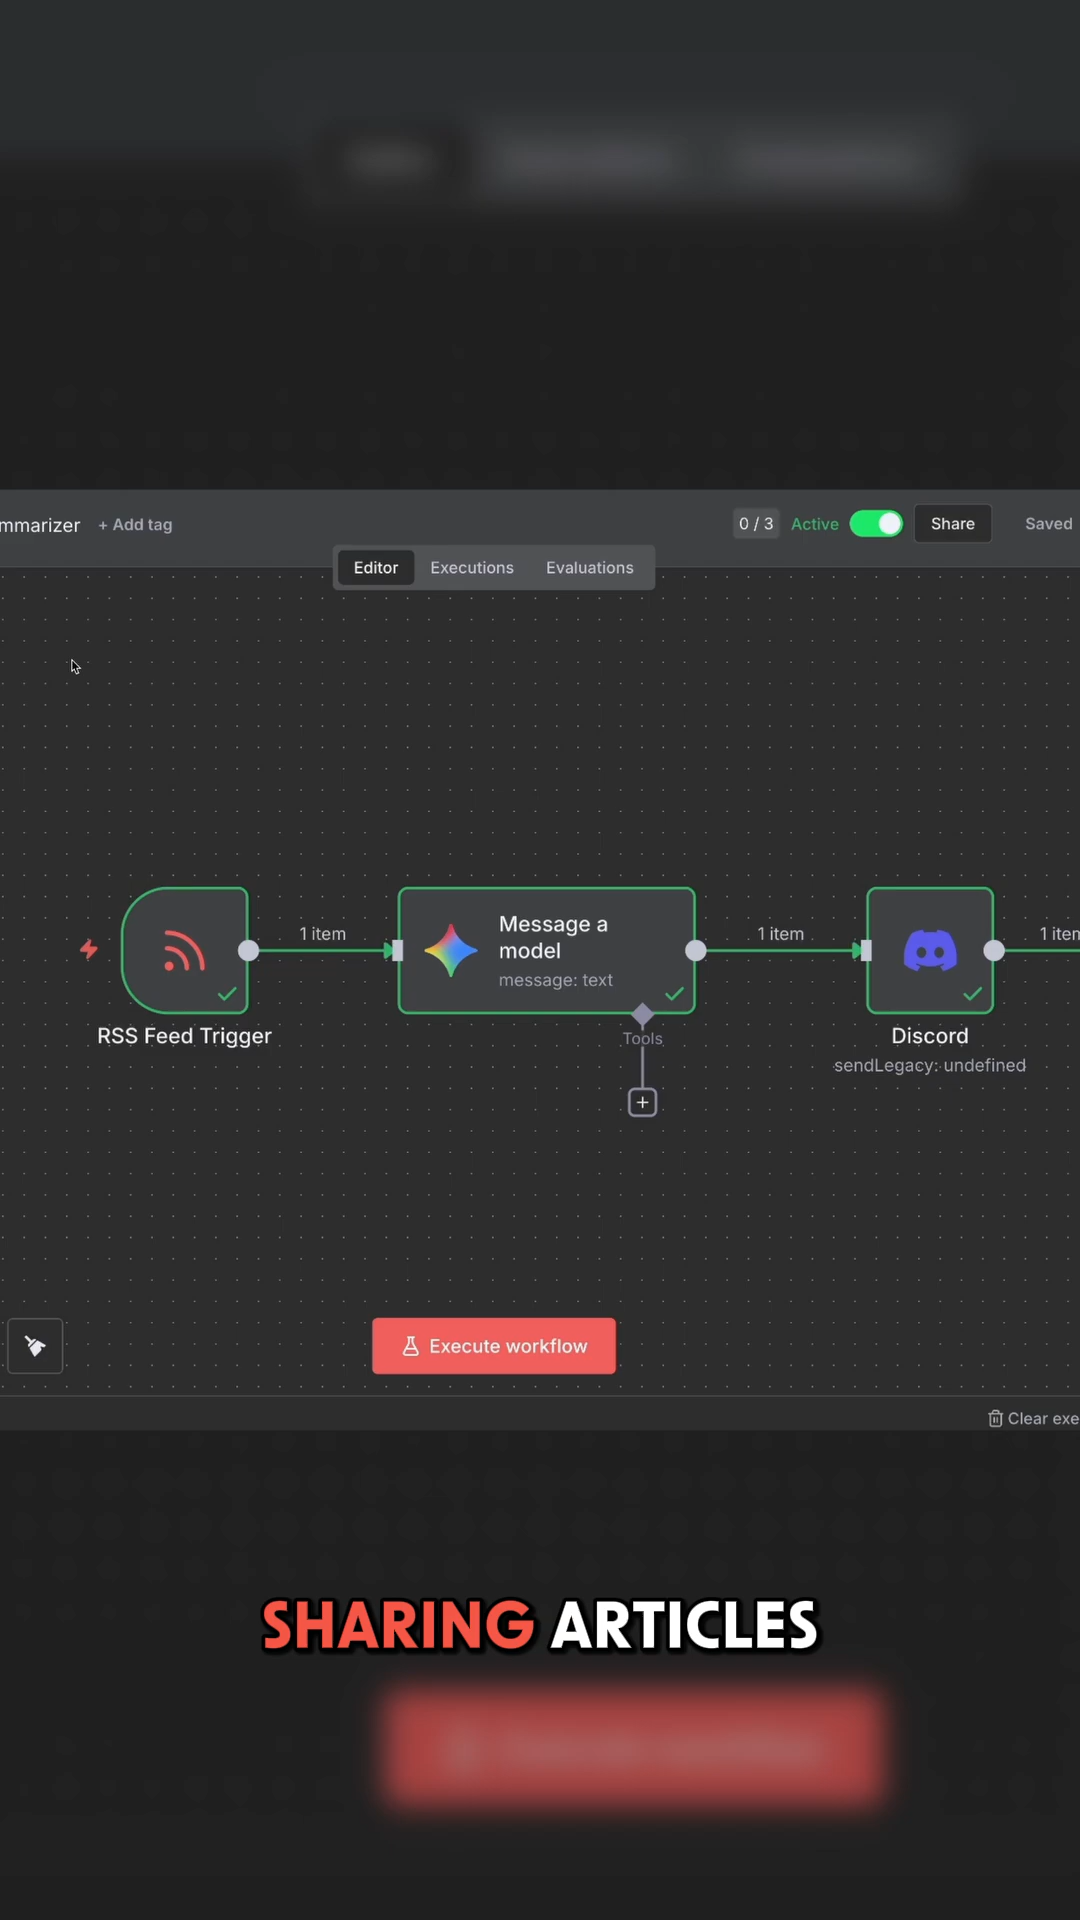 mmarizer
+ Add tag
0 / 3
Active
Share
Saved
Editor
Executions
Evaluations
1 item
Message a
model
message: text
1 item
1 item
RSS Feed Trigger
Tools
Discord
sendLegacy: undefined
Execute workflow
Clear exe
SHARING ARTICLES